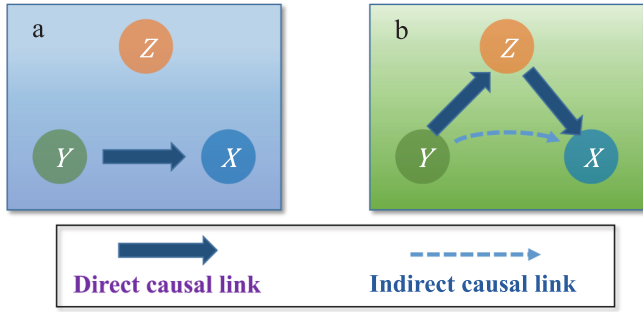 a
Z
Y
X
b
Z
Y
X
Direct causal link
Indirect causal link